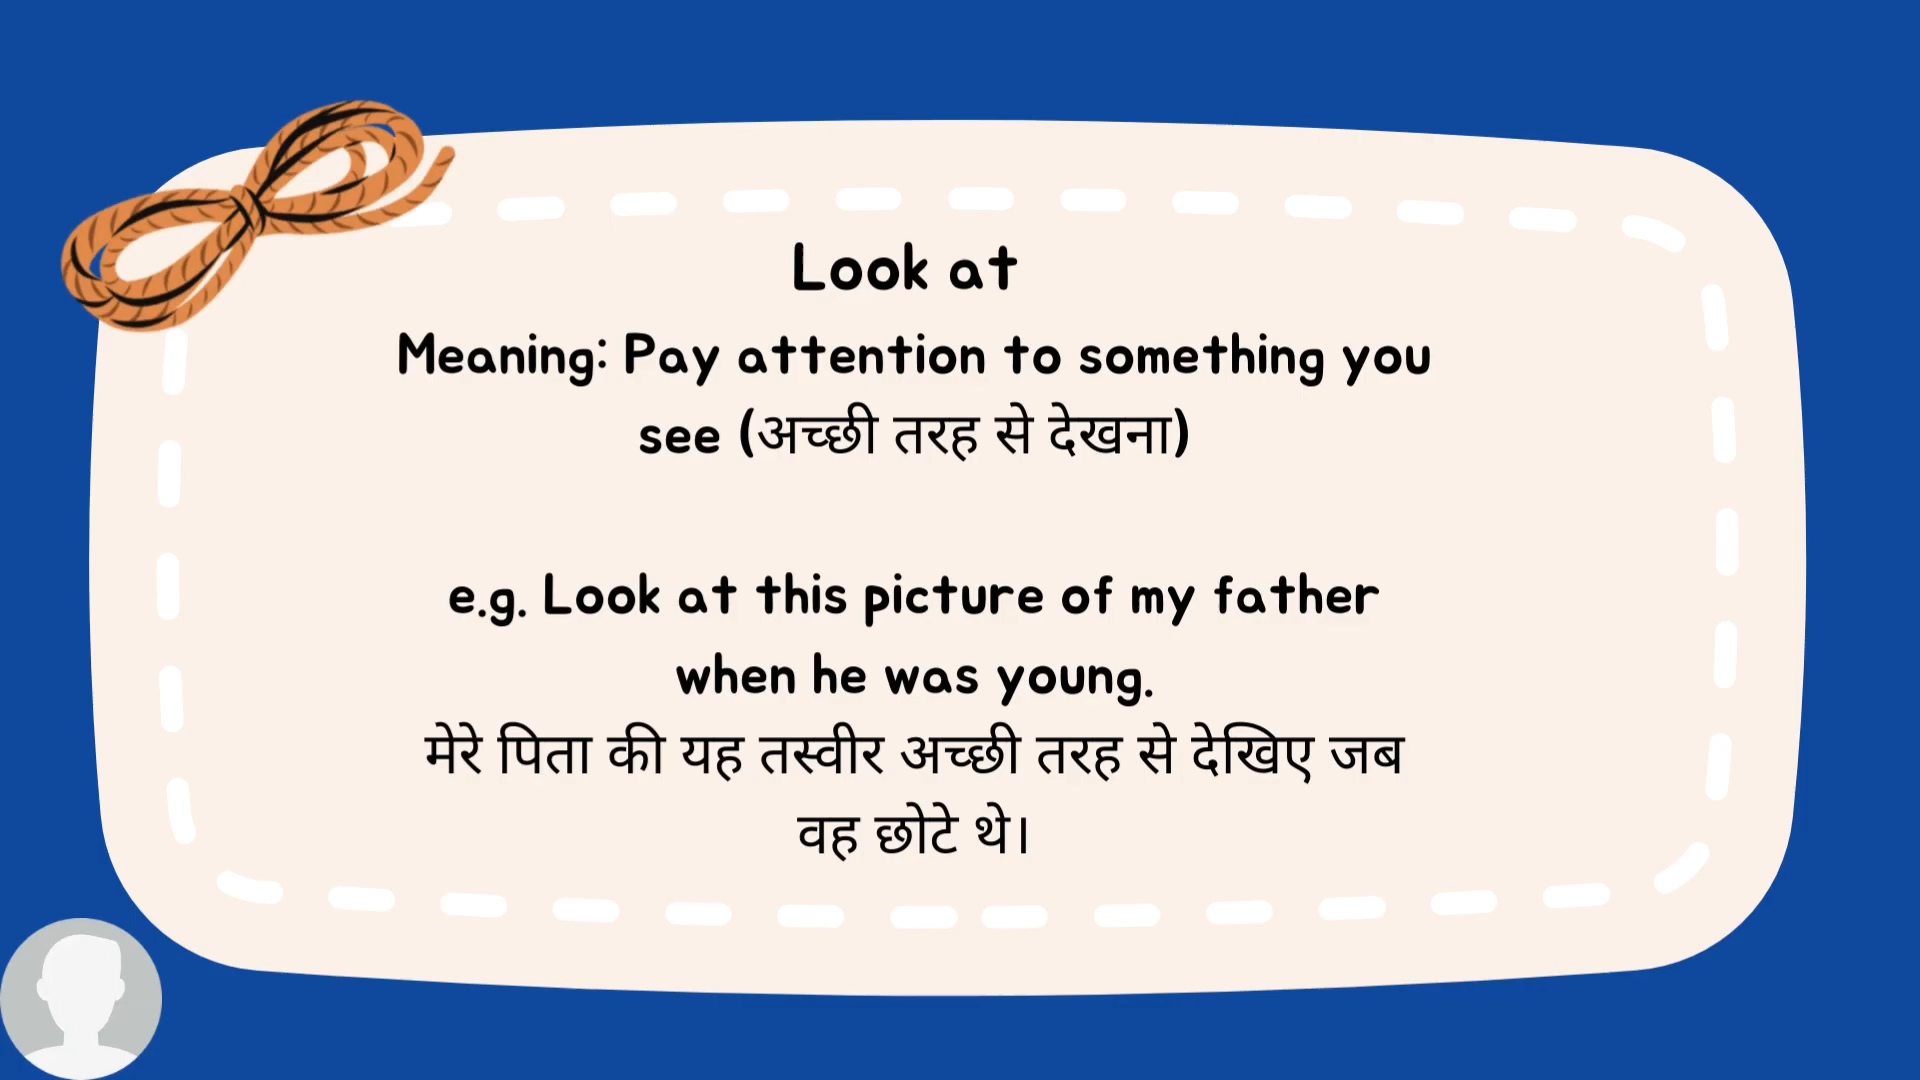 Look at
Meaning: Pay attention to something you
see (अच्छी तरह से देखना)
e.g. Look at this picture of my father
when he was young.
मेरे पिता की यह तस्वीर अच्छी तरह से देखिए जब
वह छोटे थे।